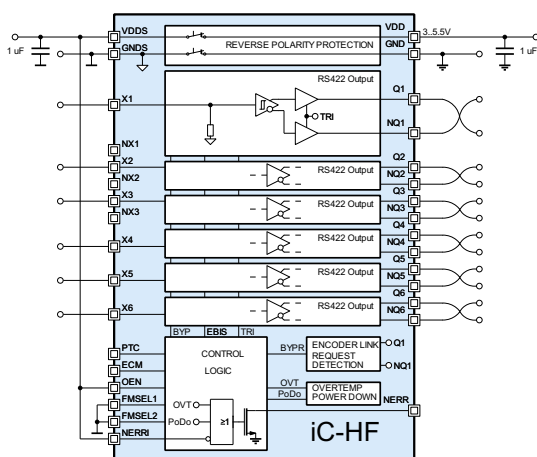 VDDS
VDD
3..5.5V
1 uF
GNDS
REVERSE POLARITY PROTECTION
GND
1 uF
RS422 Output
Q1
X1
TRI
NQ1
NX1
Q2
X2
RS422 Output
NX2
NQ2
Q3
X3
RS422 Output
NX3
NQ3
Q4
X4
RS422 Output
NQ4
Q5
X5
RS422 Output
NQ5
Q6
X6
RS422 Output
NQ6
BYP
EBIS
TRI
PTC
CONTROL
LOGIC
BYPR
ENCODER LINK
REQUEST
DETECTION
Q1
NQ1
ECM
OEN
OVT
PoDo
OVERTEMP
POWER DOWN
NERR
FMSEL1
OVT
FMSEL2
PoDo
≥1
NERRI
iC-HF